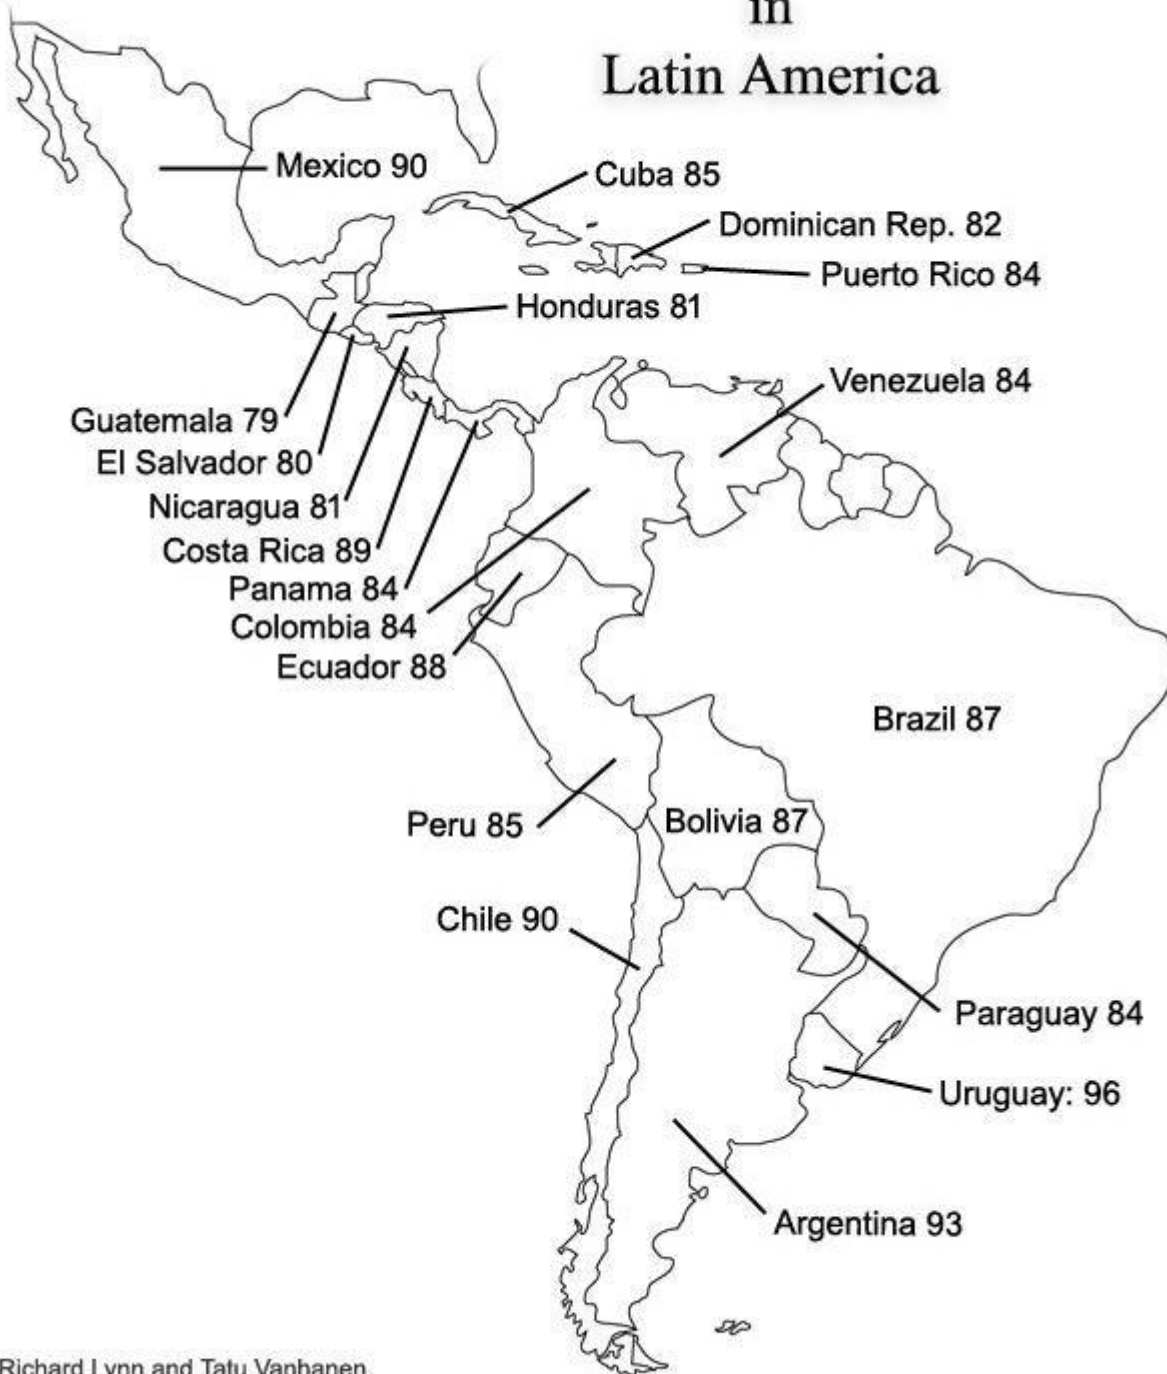 in
Latin America
Mexico 90
Cuba 85
Dominican Rep. 82
Puerto Rico 84
Honduras 81
Venezuela 84
Guatemala 79
El Salvador 80
Nicaragua 81
Costa Rica 89
Panama 84
Colombia 84
Ecuador 88
Brazil 87
Peru 85
Bolivia 87
Chile 90
Paraguay 84
Uruguay: 96
Argentina 93
Richard Lynn and Tatu Vanhanen.